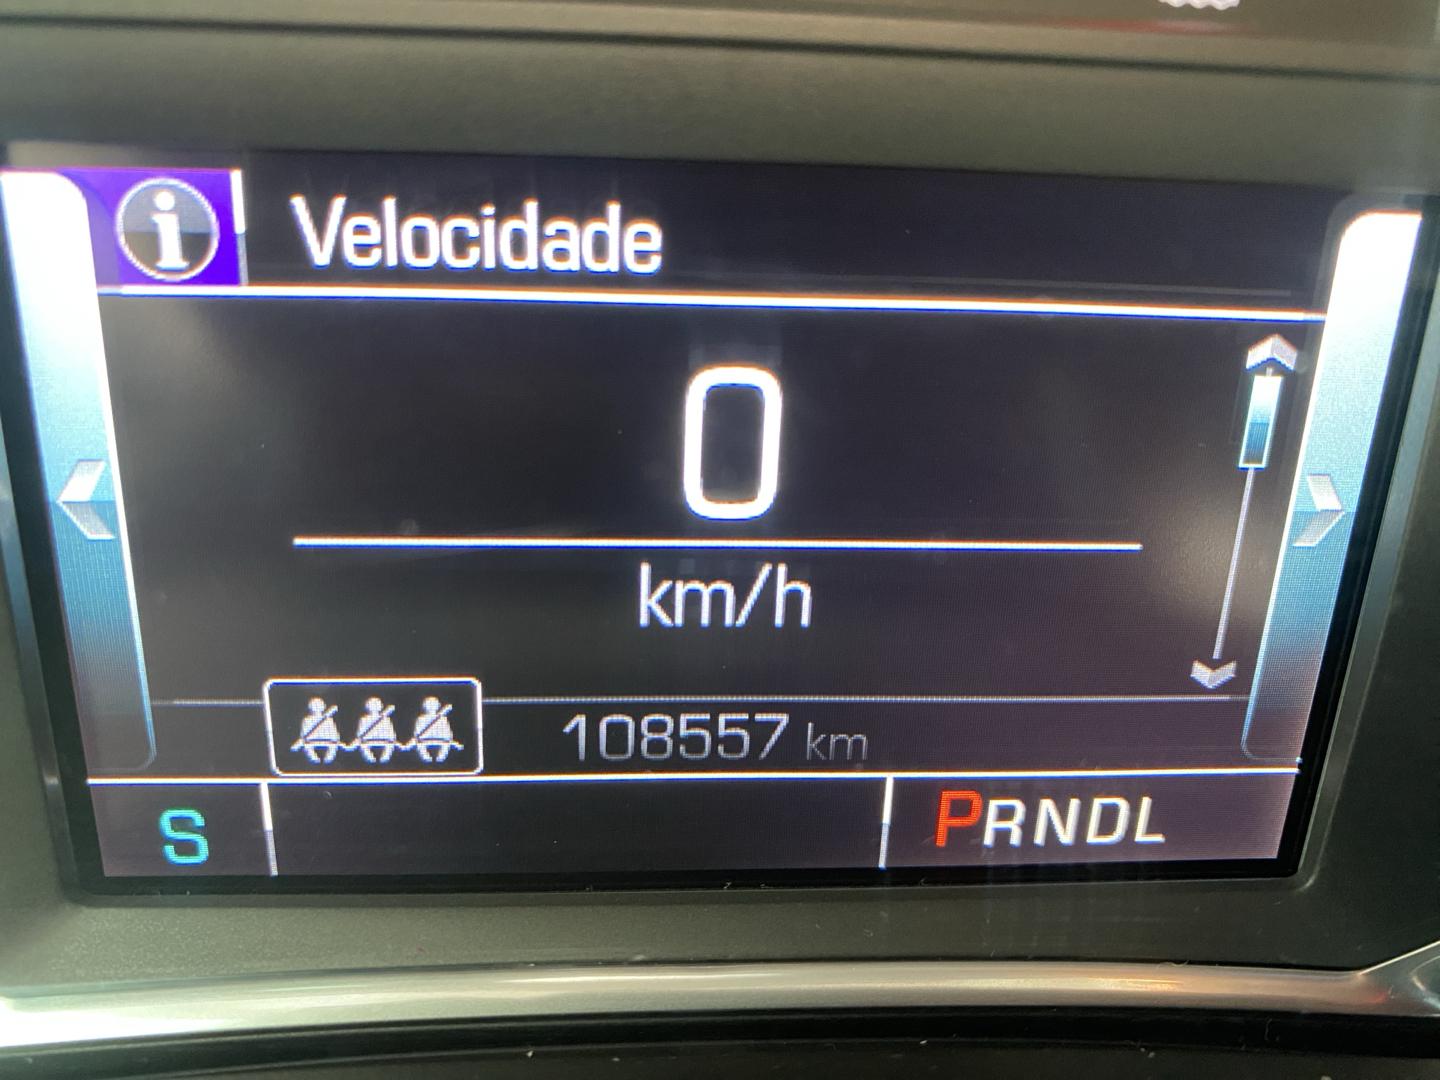 i Velocidade
0
km/h
108557 km
S PRNDL